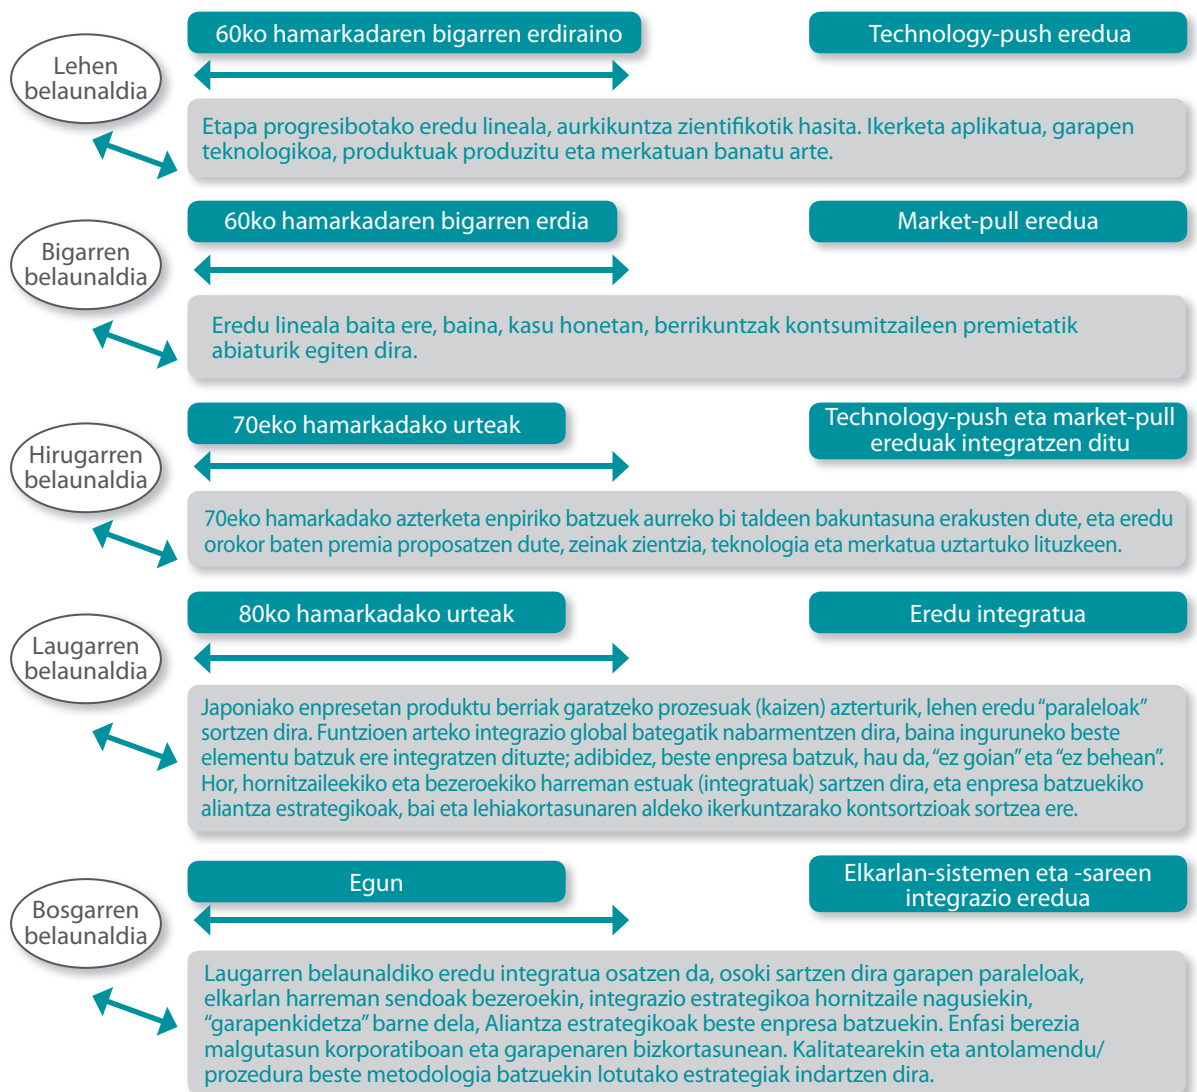 60ko hamarkadaren bigarren erdiraino
Technology-push eredua
Lehen
belaunaldia
Etapa progresibotako eredu lineala, aurkikuntza zientifikotik hasita. Ikerketa aplikatua, garapen
teknologikoa, produktuak produzitu eta merkatuan banatu arte.
60ko hamarkadaren bigarren erdia
Market-pull eredua
Bigarren
belaunaldia
Eredu lineala baita ere, baina, kasu honetan, berrikuntzak kontsumitzaileen premietatik
abiaturik egiten dira.
70eko hamarkadako urteak
Technology-push eta market-pull
ereduak integratzen ditu
Hirugarren
belaunaldia
70eko hamarkadako azterketa enpiriko batzuek aurreko bi taldeen bakuntasuna erakusten dute, eta eredu
orokor baten premia proposatzen dute, zeinak zientzia, teknologia eta merkatua uztartuko lituzkeen.
80ko hamarkadako urteak
Eredu integratua
Laugarren
belaunaldia
Japoniako enpresetan produktu berriak garatzeko prozesuak (kaizen) azterturik, lehen eredu “paraleloak”
sortzen dira. Funtzioen arteko integrazio global bategatik nabarmentzen dira, baina inguruneko beste
elementu batzuk ere integratzen dituzte; adibidez, beste enpresa batzuk, hau da, “ez goian” eta “ez behean”.
Hor, hornitzaileekiko eta bezeroekiko harreman estuak (integratuak) sartzen dira, eta enpresa batzuekiko
aliantza estrategikoak, bai eta lehiakortasunaren aldeko ikerkuntzarako kontsortzioak sortzea ere.
Egun
Elkarlan-sistemen eta -sareen
integrazio eredua
Bosgarren
belaunaldia
Laugarren belaunaldiko eredu integratua osatzen da, osoki sartzen dira garapen paraleloak,
elkarlan harreman sendoak bezeroekin, integrazio estrategikoa hornitzaile nagusiekin,
“garapenkidetza” barne dela, Aliantza estrategikoak beste enpresa batzuekin. Enfasi berezia
malgutasun korporatiboan eta garapenaren bizkortasunean. Kalitatearekin eta antolamendu/
prozedura beste metodologia batzuekin lotutako estrategiak indartzen dira.